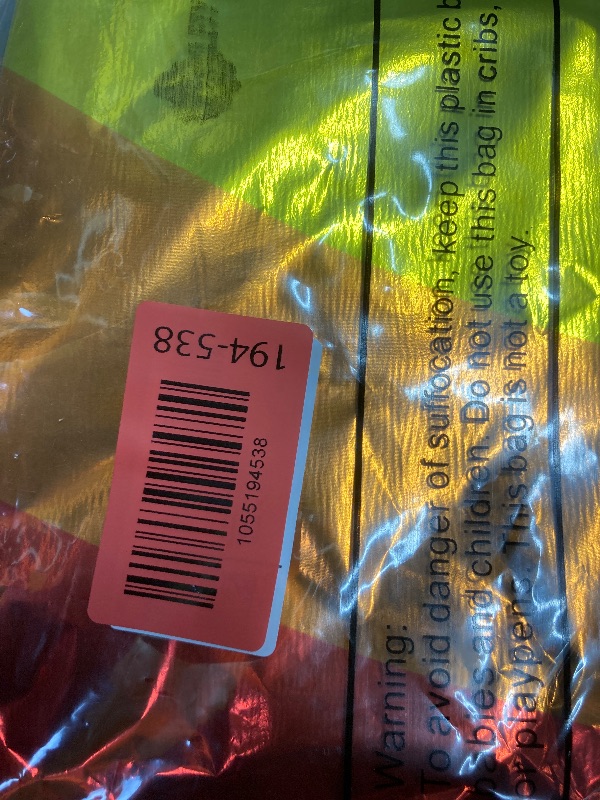 194-538
1055194538
Warning:
To avoid danger of suffocation, keep this plastic b
babies and children. Do not use this bag in cribs,
or playpens. This bag is not a toy.